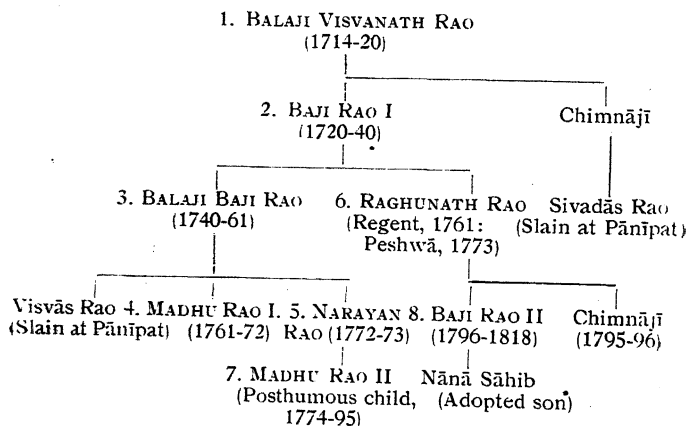 1. BALAJI VISVANATH RAO
(1714-20)
2. BAJI RAO I
(1720-40)
Chimnājī
3. BALAJI BAJI RAO
(1740-61)
6. RAGHUNATH RAO
(Regent, 1761:
Peshwā, 1773)
Sivadās Rao
(Slain at Pānīpat)
Visvās Rao
(Slain at Pānīpat)
4. MADHU RAO I.
(1761-72)
5. NARAYAN
RAO (1772-73)
8. BAJI RAO II
(1796-1818)
Chimnājī
(1795-96)
7. MADHU RAO II
(Posthumous child,
1774-95)
Nānā Sāhib
(Adopted son)